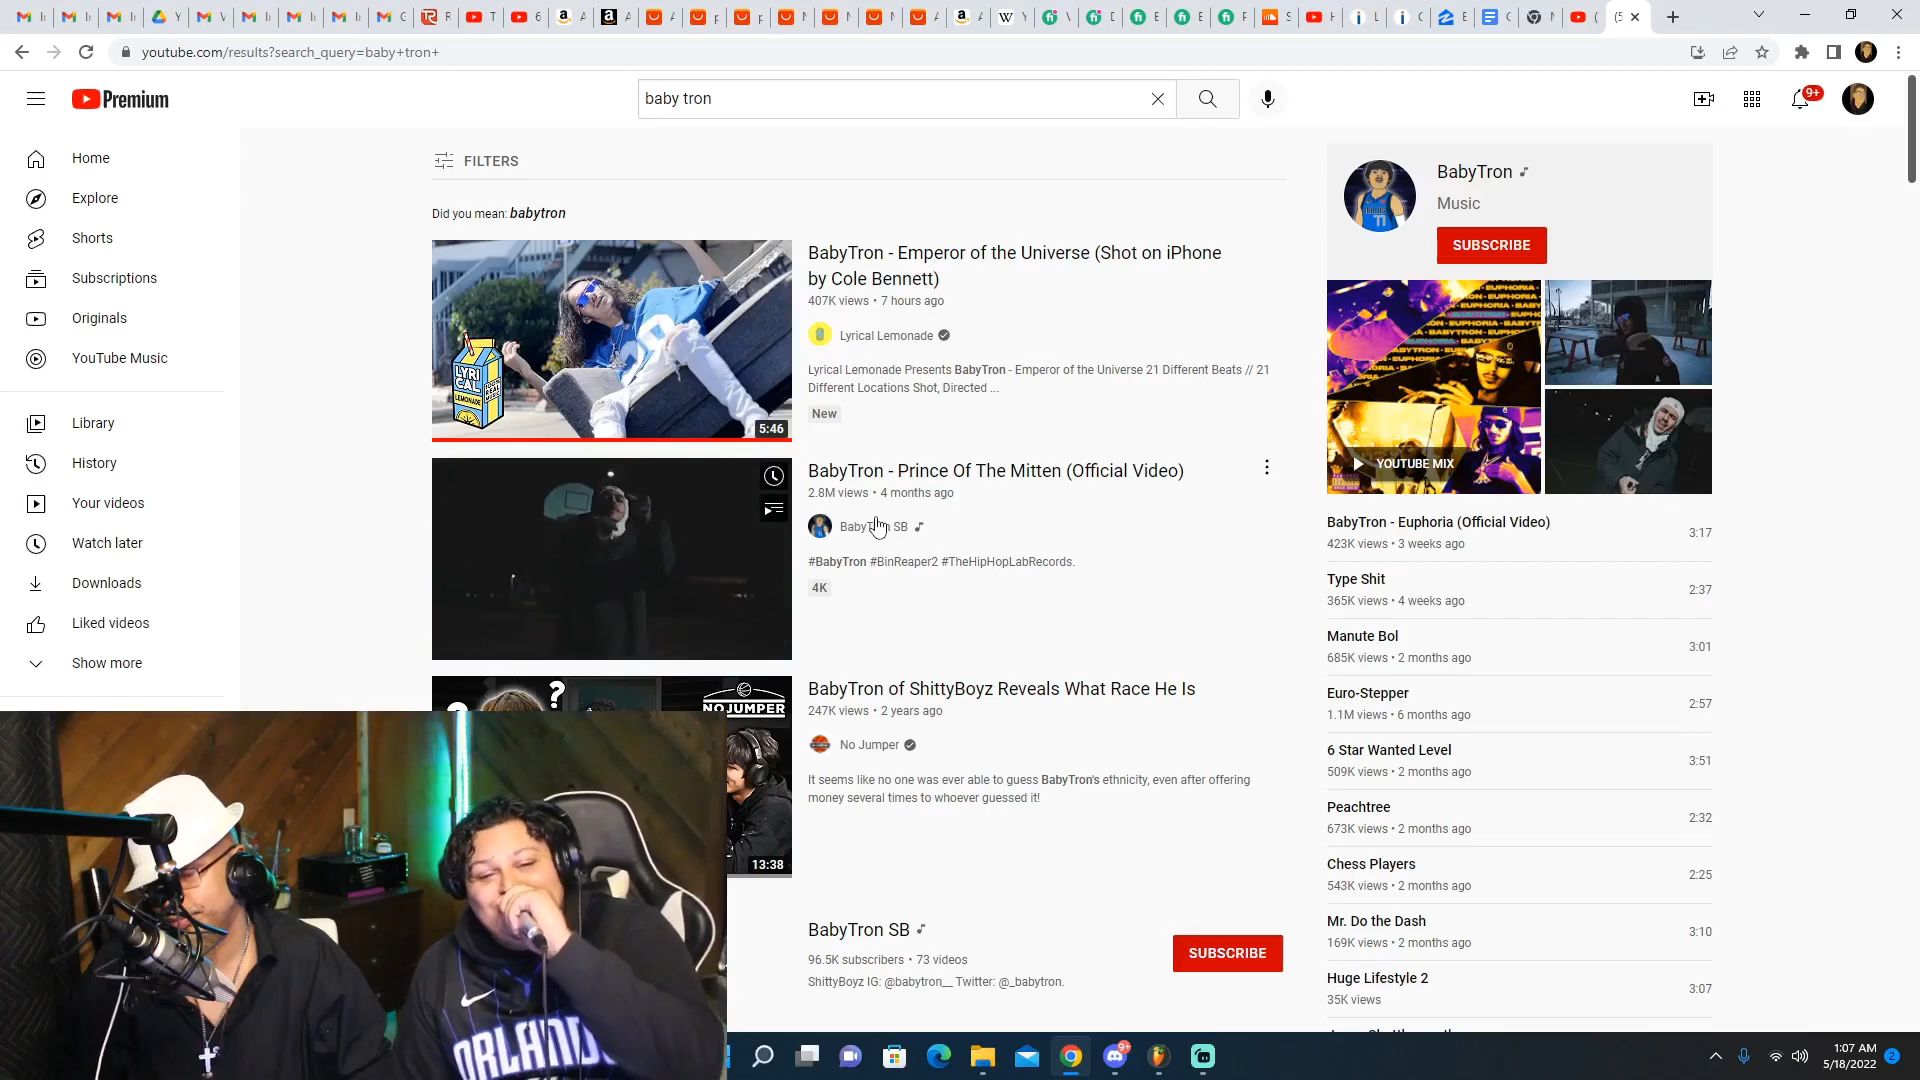 youtube.com/results?search_query=baby+tron+
Premium
baby tron
9+
Home
Explore
Shorts
Subscriptions
Originals
YouTube Music
Library
History
Your videos
Watch later
Downloads
Lived videos
Show more
FILTERS
Did you mean: babytron
LYRICAL
LEMONADE
5:46
BabyTron - Emperor of the Universe (Shot on iPhone
by Cole Bennett)
407K views • 7 hours ago
Lyrical Lemonade
Lyrical Lemonade Presents BabyTron - Emperor of the Universe 21 Different Beats // 21
Different Locations Shot, Directed ...
New
BabyTron - Prince Of The Mitten (Official Video)
2.8M views • 4 months ago
BabyTron SB
#BabyTron #BinReaper2 #TheHipHopLabRecords.
4K
?
NOJUMPER
13:38
BabyTron of ShittyBoyz Reveals What Race He Is
247K views • 2 years ago
No Jumper
It seems like no one was ever able to guess BabyTron's ethnicity, even after offering
money several times to whoever guessed it!
BabyTron SB
96.5K subscribers • 73 videos
ShittyBoyz IG: @babytron__ Twitter: @_babytron.
SUBSCRIBE
BabyTron
Music
SUBSCRIBE
77
YOUTUBE MIX
BabyTron - Euphoria (Official Video)
423K views • 3 weeks ago
3:17
Type Shit
365K views • 4 weeks ago
2:37
Manute Bol
685K views • 2 months ago
3:01
Euro-Stepper
1.1M views • 6 months ago
2:57
6 Star Wanted Level
509K views • 2 months ago
3:51
Peachtree
673K views • 2 months ago
2:32
Chess Players
543K views • 2 months ago
2:25
Mr. Do the Dash
169K views • 2 months ago
3:10
Huge Lifestyle 2
35K views
3:07
ORLANDO
9+
1:07 AM
5/18/2022
2